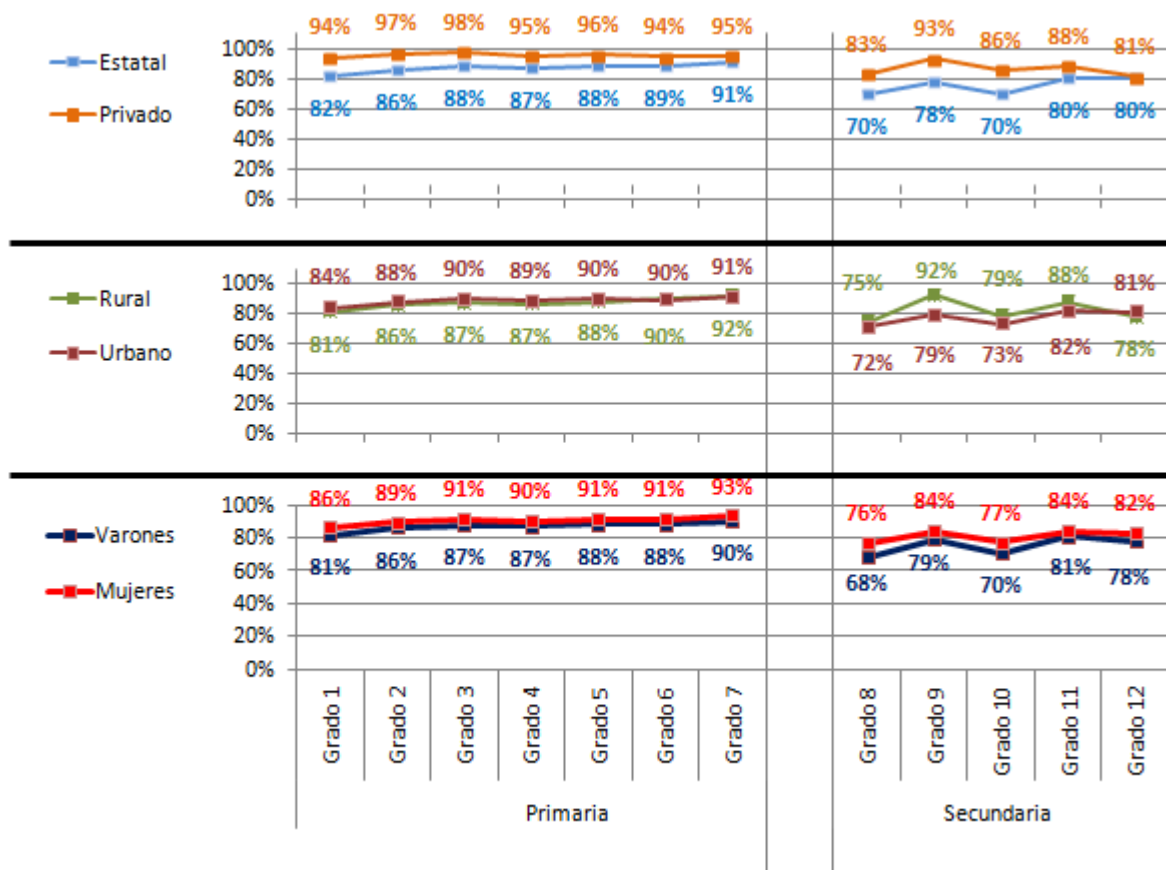 94% 97% 98% 95% 96% 94% 95% 83% 93% 86% 88% 81%
100%
Estatal
80%
Privado
60%
82% 86% 88% 87% 88% 89% 91% 70% 78% 70% 80% 80%
40%
20%
0%
84% 88% 90% 89% 90% 90% 91% 75% 92% 79% 88% 81%
100%
Rural
80%
Urbano
60%
81% 86% 87% 87% 88% 90% 92% 72% 79% 73% 82% 78%
40%
20%
0%
86% 89% 91% 90% 91% 91% 93% 76% 84% 77% 84% 82%
100%
Varones
80%
60%
81% 86% 87% 87% 88% 88% 90% 68% 79% 70% 81% 78%
Mujeres
40%
20%
0%
Grado 1
Grado 2
Grado 3
Grado 4
Grado 5
Grado 6
Grado 7
Grado 8
Grado 9
Grado 10
Grado 11
Grado 12
Primaria Secundaria